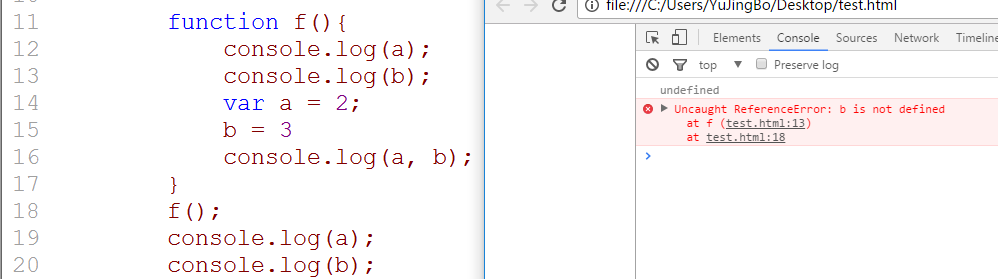 11 function f(){
12 console.log(a);
13 console.log(b);
14 var a = 2;
15 b = 3
16 console.log(a, b);
17 }
18 f();
19 console.log(a);
20 console.log(b);
file:///C:/Users/YuJingBo/Desktop/test.html
Elements Console Sources Network Timeline
top ▼ Preserve log
undefined
Uncaught ReferenceError: b is not defined
at f (test.html:13)
at test.html:18
>